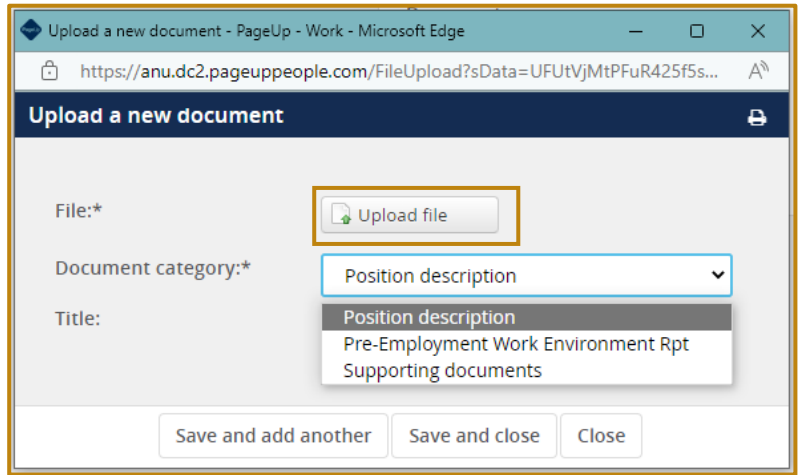 Upload a new document - PageUp - Work - Microsoft Edge
https://anu.dc2.pageuppeople.com/FileUpload?sData=UFUtVjMtPFuR425f5s...
Upload a new document
File:*
Upload file
Document category:*
Position description
Title:
Position description
Pre-Employment Work Environment Rpt
Supporting documents
Save and add another
Save and close
Close